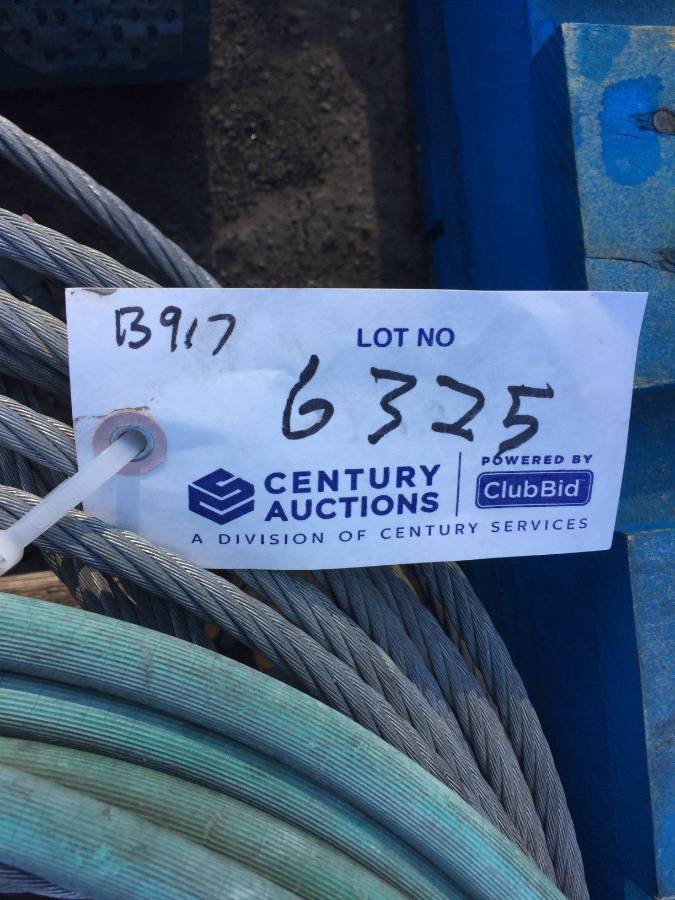 B917
LOT NO
6325
CENTURY
AUCTIONS
POWERED BY
ClubBid
A DIVISION OF CENTURY SERVICES